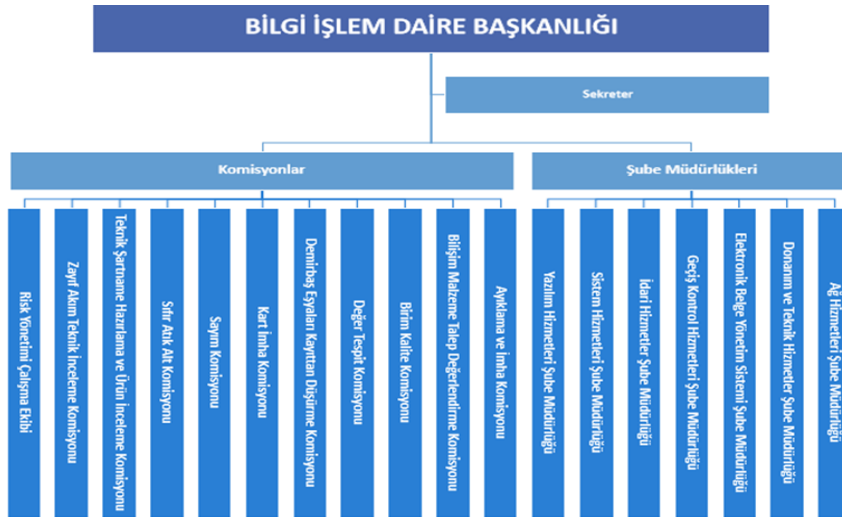 BİLGİ İŞLEM DAİRE BAŞKANLIĞI
Sekreter
Komisyonlar
Şube Müdürlükleri
Risk Yönetimi Çalışma Ekibi
Zayıf Akım Teknik İnceleme Komisyonu
Teknik Şartname Hazırlama ve Ürün İnceleme Komisyonu
Sıfır Atık Alt Komisyonu
Sayım Komisyonu
Kart İmha Komisyonu
Demirbaş Eşyaları Kayıttan Düşürme Komisyonu
Değer Tespit Komisyonu
Birim Kalite Komisyonu
Bilişim Malzeme Talep Değerlendirme Komisyonu
Ayıklama ve İmha Komisyonu
Yazılım Hizmetleri Şube Müdürlüğü
Sistem Hizmetleri Şube Müdürlüğü
İdari Hizmetler Şube Müdürlüğü
Geçiş Kontrol Hizmetleri Şube Müdürlüğü
Elektronik Belge Yönetim Sistemi Şube Müdürlüğü
Donanım ve Teknik Hizmetler Şube Müdürlüğü
Ağ Hizmetleri Şube Müdürlüğü